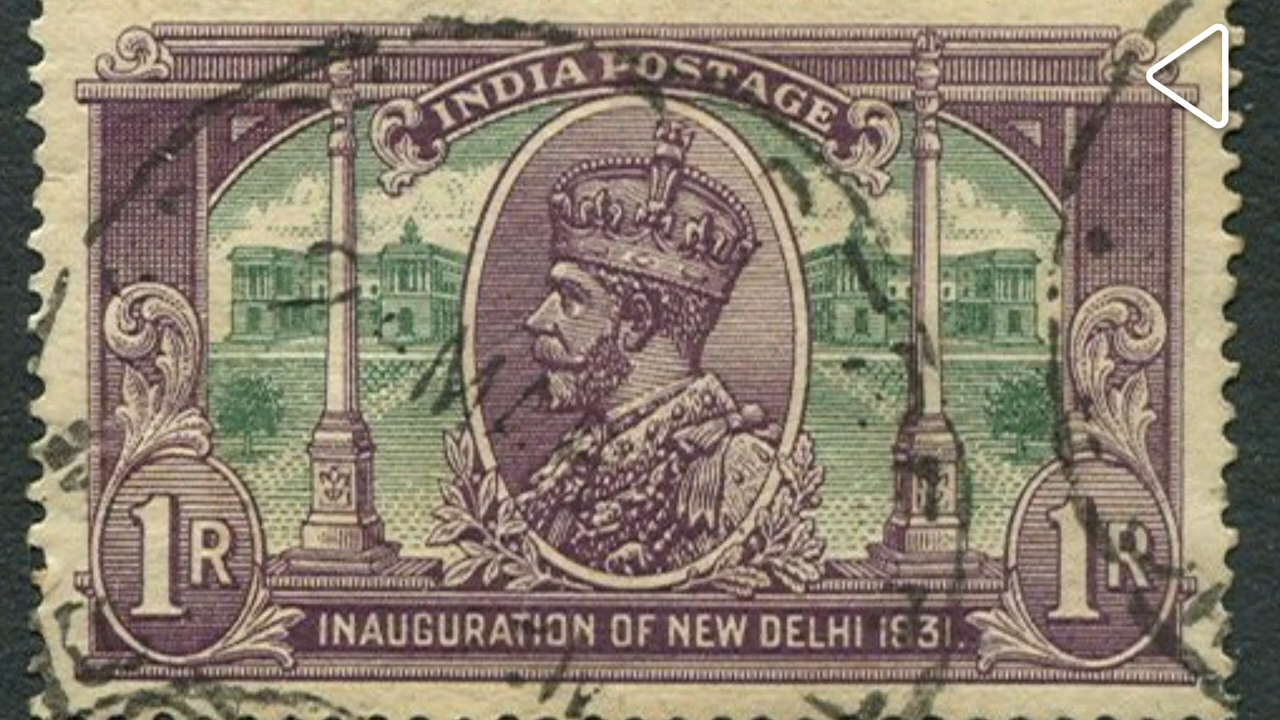 INDIA POSTAGE
1R 1R
INAUGURATION OF NEW DELHI 1931.